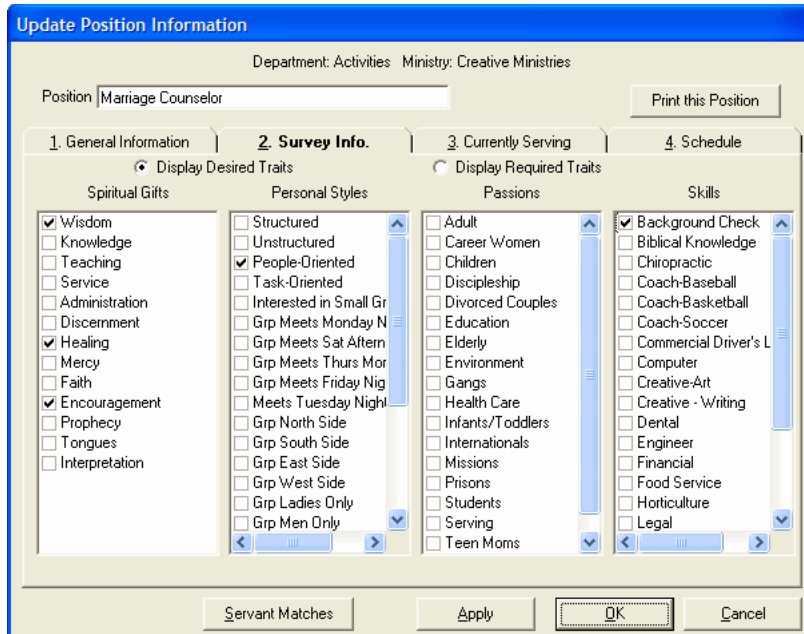 Update Position Information
Department: Activities Ministry: Creative Ministries
Position Marriage Counselor
Print this Position
1. General Information
2. Survey Info.
3. Currently Serving
4. Schedule
Display Desired Traits
Display Required Traits
Spiritual Gifts
Wisdom
Knowledge
Teaching
Service
Administration
Discernment
Healing
Mercy
Faith
Encouragement
Prophecy
Tongues
Interpretation
Personal Styles
Structured
Unstructured
People-Oriented
Task-Oriented
Interested in Small Gr
Grp Meets Monday N
Grp Meets Sat Aftern
Grp Meets Thurs Mor
Grp Meets Friday Nig
Meets Tuesday Night
Grp North Side
Grp South Side
Grp East Side
Grp West Side
Grp Ladies Only
Grp Men Only
Passions
Adult
Career Women
Children
Discipleship
Divorced Couples
Education
Elderly
Environment
Gangs
Health Care
Infants/Toddlers
Internationals
Missions
Prisons
Students
Serving
Teen Moms
Skills
Background Check
Biblical Knowledge
Chiropractic
Coach-Baseball
Coach-Basketball
Coach-Soccer
Commercial Driver's L
Computer
Creative-Art
Creative - Writing
Dental
Engineer
Financial
Food Service
Horticulture
Legal
Servant Matches
Apply
OK
Cancel